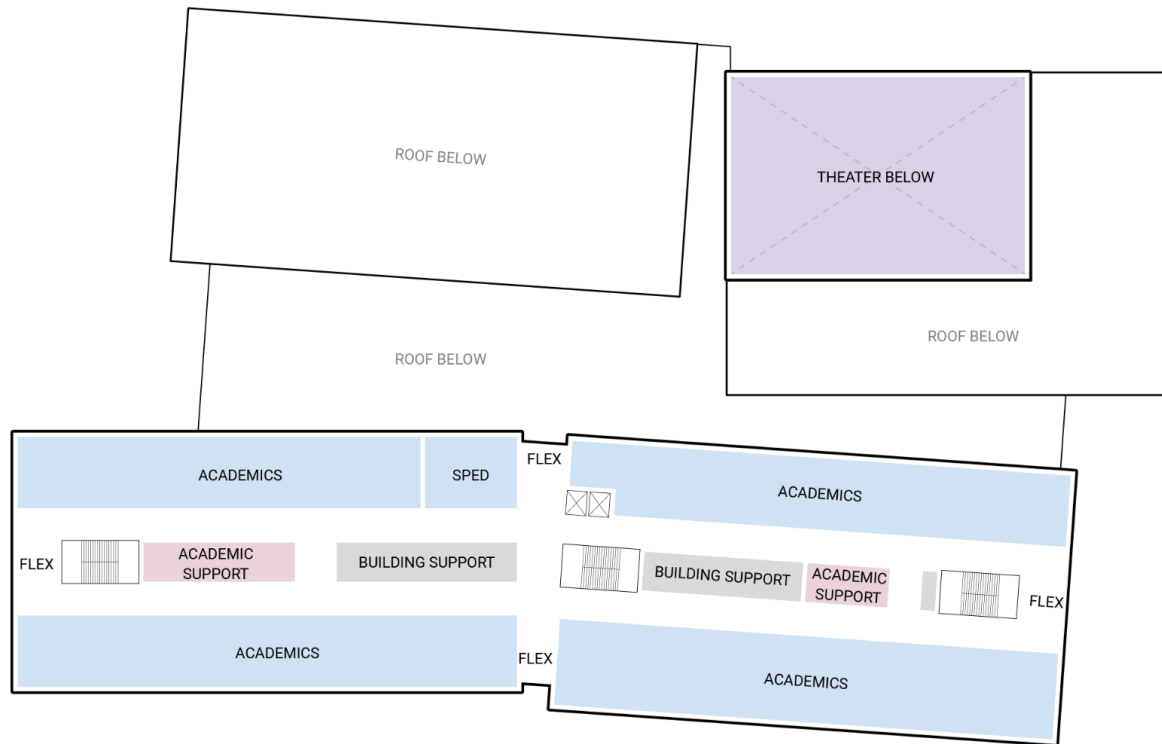 ROOF BELOW
THEATER BELOW
ROOF BELOW
ROOF BELOW
ACADEMICS
SPED
FLEX
ACADEMICS
FLEX
ACADEMIC
SUPPORT
BUILDING SUPPORT
BUILDING SUPPORT
ACADEMIC
SUPPORT
FLEX
ACADEMICS
FLEX
ACADEMICS